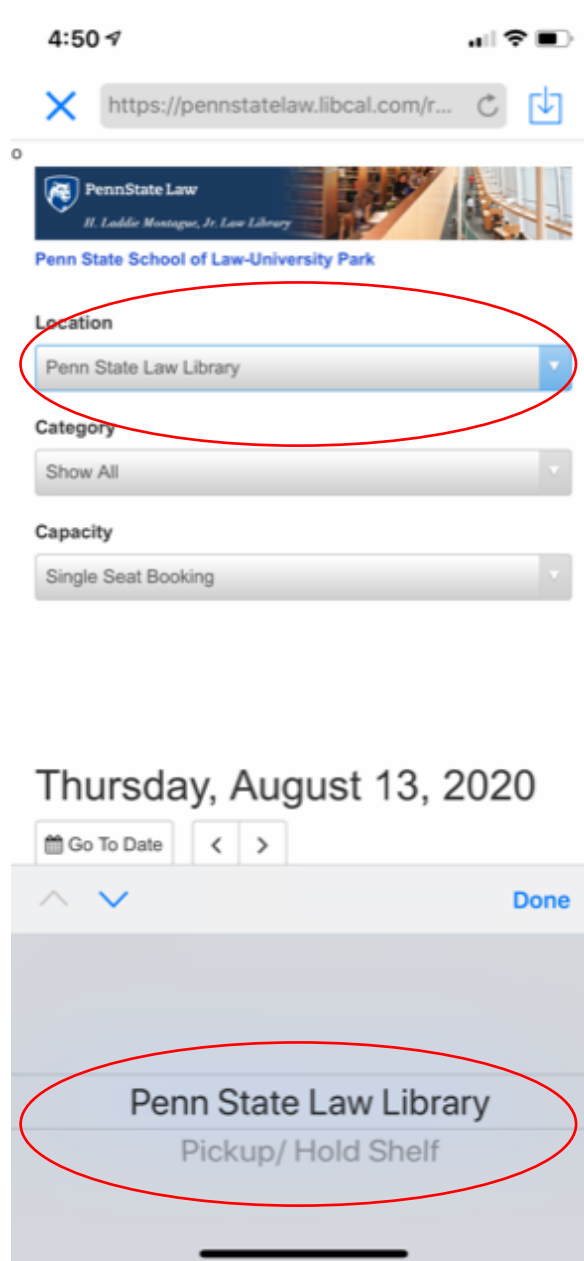 4:50
https://pennstatelaw.libcal.com/r...
o
PennState Law
H. Laddie Montague, Jr. Law Library
Penn State School of Law-University Park
Location
Penn State Law Library
Category
Show All
Capacity
Single Seat Booking
Thursday, August 13, 2020
Go To Date < >
Done
Penn State Law Library
Pickup/ Hold Shelf